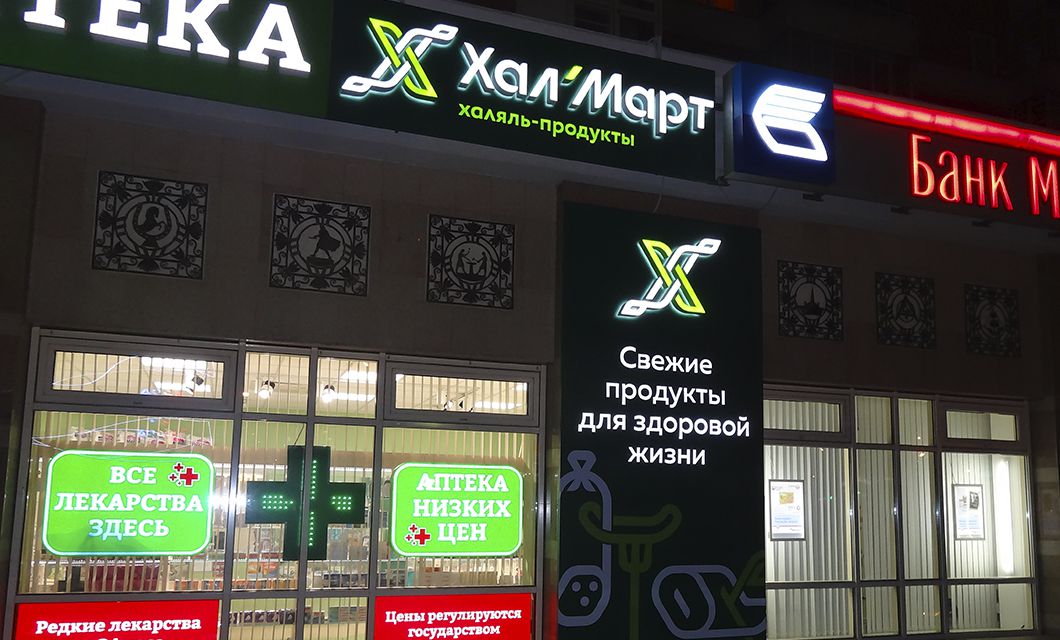 ТЕКА
Хал'Март
халяль-продукты
Банк М
Свежие
продукты
для здоровой
жизни
ВСЕ
ЛЕКАРСТВА
ЗДЕСЬ
АПТЕКА
НИЗКИХ
ЦЕН
Редкие лекарства
Цены регулируются
государством